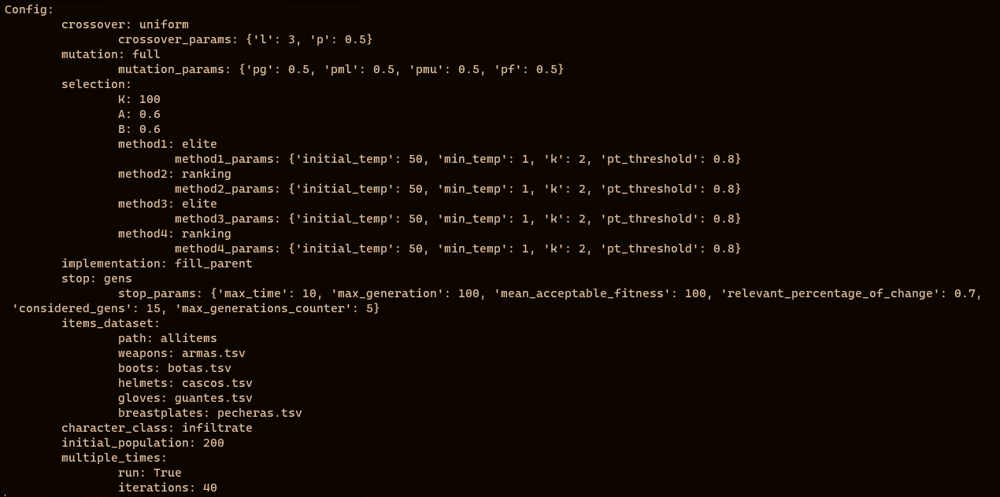 Config:
crossover: uniform
crossover_params: {'l': 3, 'p': 0.5}
mutation: full
mutation_params: {'pg': 0.5, 'pml': 0.5, 'pmu': 0.5, 'pf': 0.5}
selection:
K: 100
A: 0.6
B: 0.6
method1: elite
method1_params: {'initial_temp': 50, 'min_temp': 1, 'k': 2, 'pt_threshold': 0.8}
method2: ranking
method2_params: {'initial_temp': 50, 'min_temp': 1, 'k': 2, 'pt_threshold': 0.8}
method3: elite
method3_params: {'initial_temp': 50, 'min_temp': 1, 'k': 2, 'pt_threshold': 0.8}
method4: ranking
method4_params: {'initial_temp': 50, 'min_temp': 1, 'k': 2, 'pt_threshold': 0.8}
implementation: fill_parent
stop: gens
stop_params: {'max_time': 10, 'max_generation': 100, 'mean_acceptable_fitness': 100, 'relevant_percentage_of_change': 0.7,
'considered_gens': 15, 'max_generations_counter': 5}
items_dataset:
path: allitems
weapons: armas.tsv
boots: botas.tsv
helmets: cascos.tsv
gloves: guantes.tsv
breastplates: pecheras.tsv
character_class: infiltrate
initial_population: 200
multiple_times:
run: True
iterations: 40